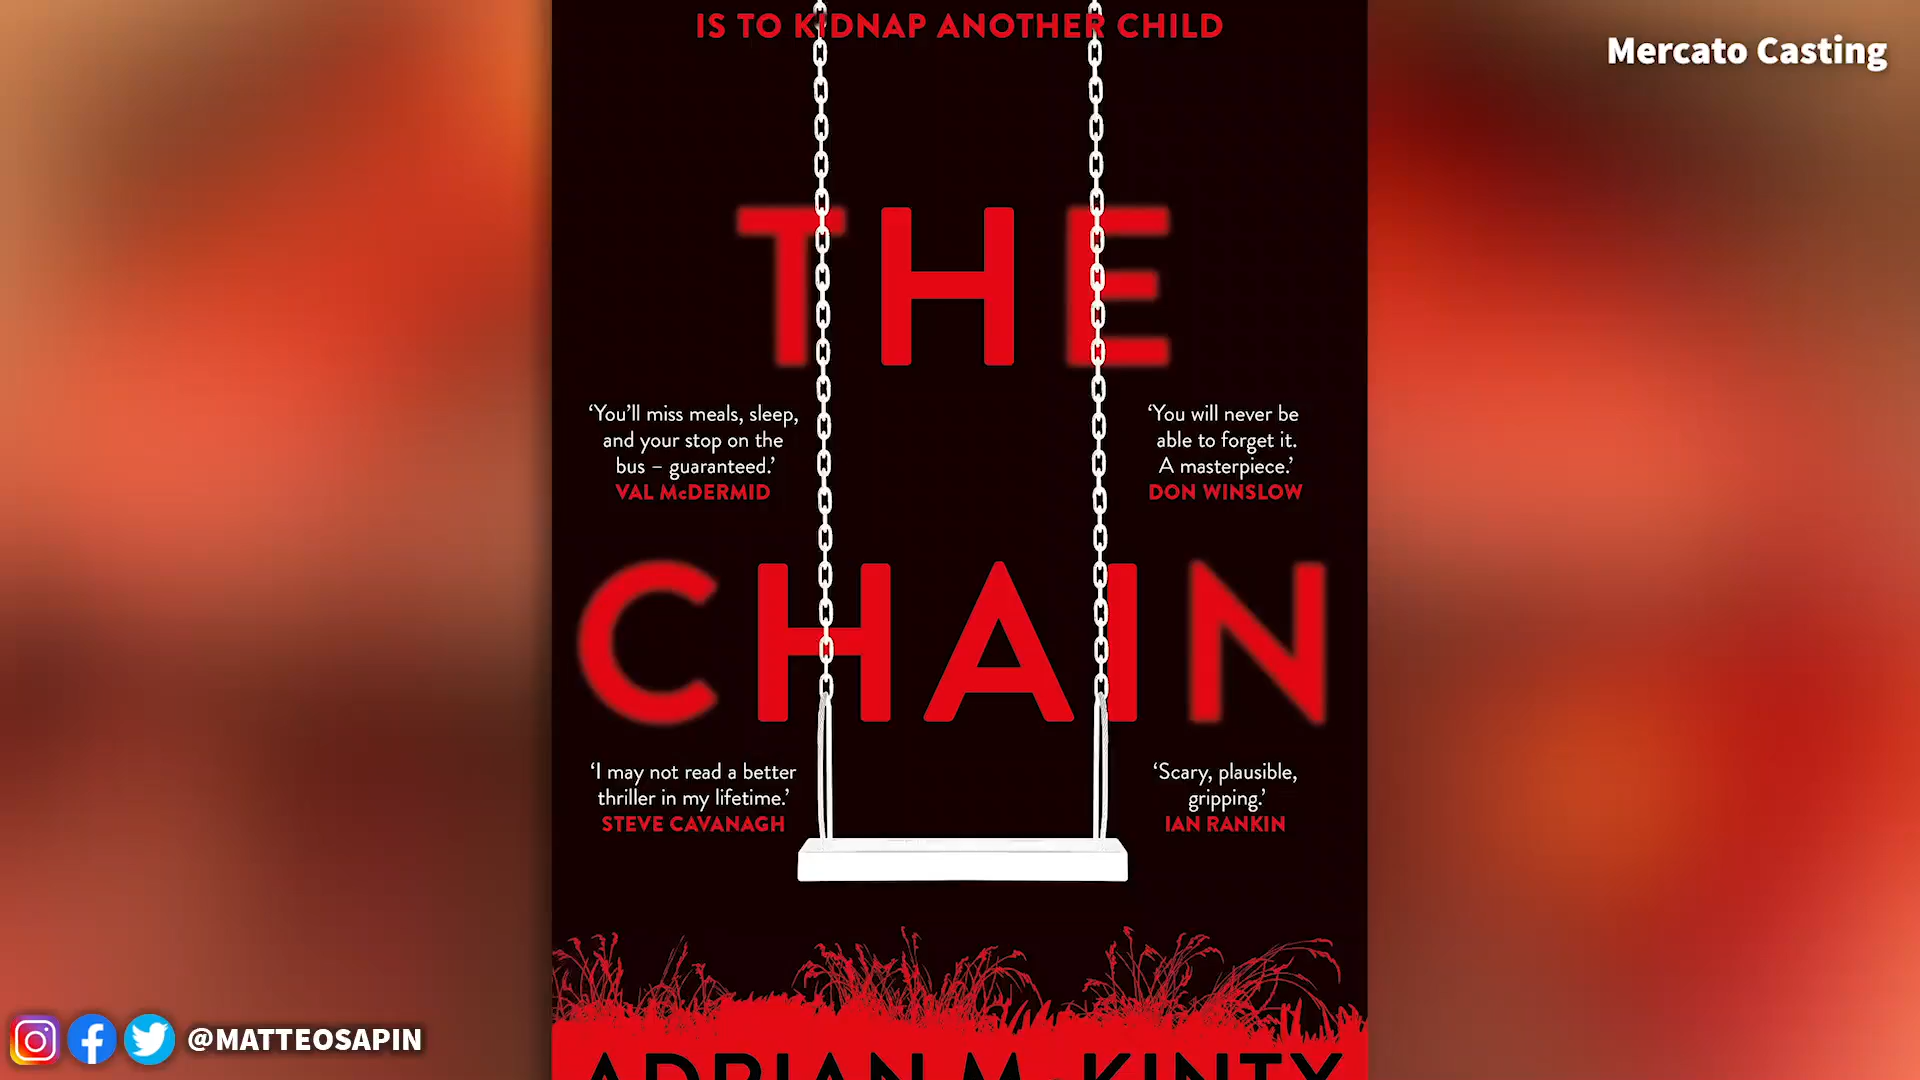 IS TO KIDNAP ANOTHER CHILD
Mercato Casting
THE
‘You’ll miss meals, sleep,
and your stop on the
bus – guaranteed.’
VAL McDERMID
‘You will never be
able to forget it.
A masterpiece.’
DON WINSLOW
CHAIN
‘I may not read a better
thriller in my lifetime.’
STEVE CAVANAGH
‘Scary, plausible,
gripping.’
IAN RANKIN
@MATTEOSAPIN
ADRIAN McKINTY